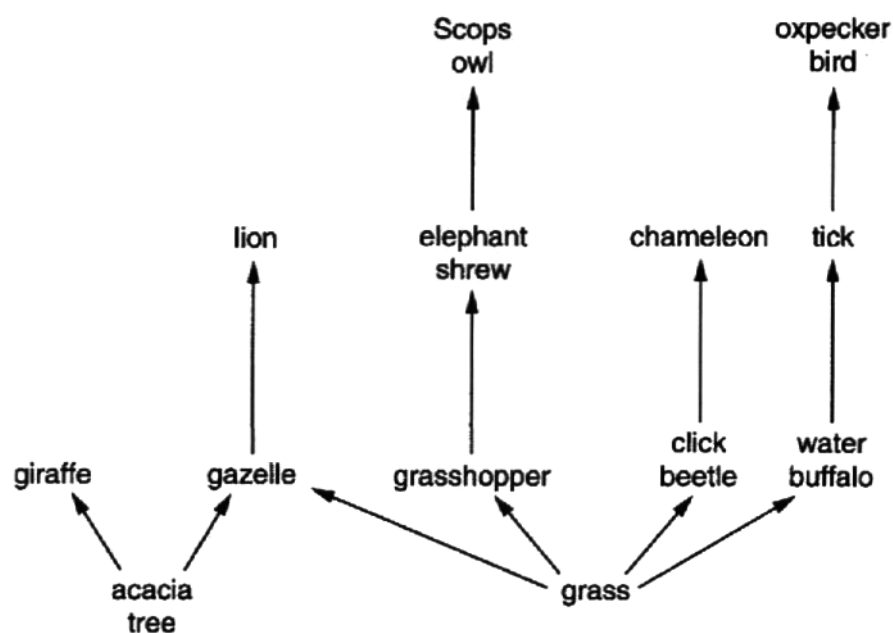 Scops
owl
oxpecker
bird
lion
elephant
shrew
chameleon
tick
giraffe
gazelle
grasshopper
click
beetle
water
buffalo
acacia
tree
grass